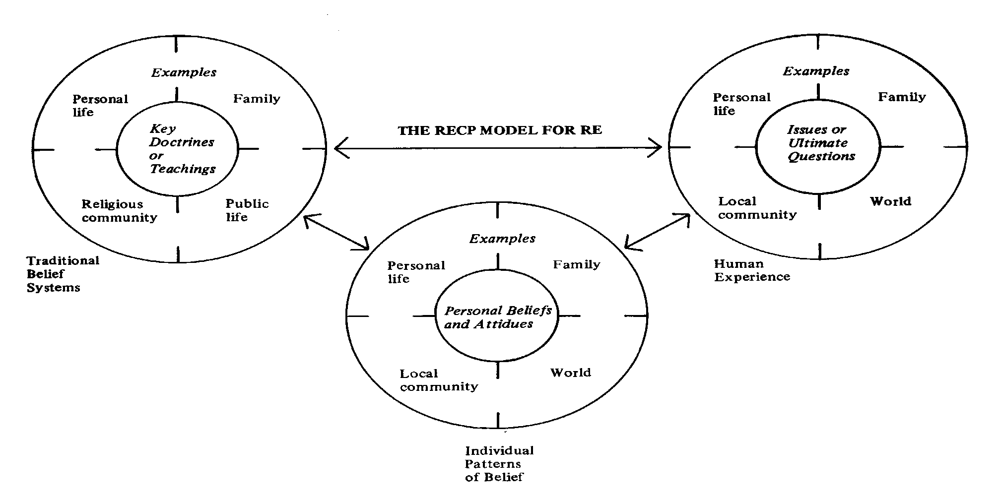 THE RECP MODEL FOR RE
Examples
Personal
life
Family
Key
Doctrines
or
Teachings
Religious
community
Public
life
Traditional
Belief
Systems
Examples
Personal
life
Family
Issues or
Ultimate
Questions
Local
community
World
Human
Experience
Examples
Personal
life
Family
Personal Beliefs
and Attidues
Local
community
World
Individual
Patterns
of Belief